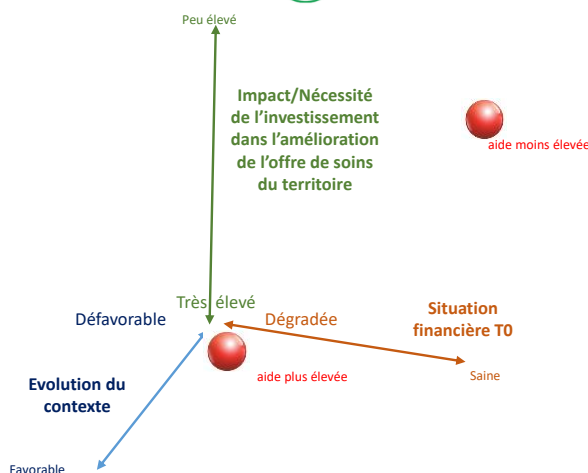 Peu élevé
Impact/Nécessité
de l'investissement
dans l'amélioration
de l'offre de soins
du territoire
aide moins élevée
Très élevé
Défavorable
Dégradée
Situation
financière T0
aide plus élevée
Saine
Evolution du
contexte
Favorable